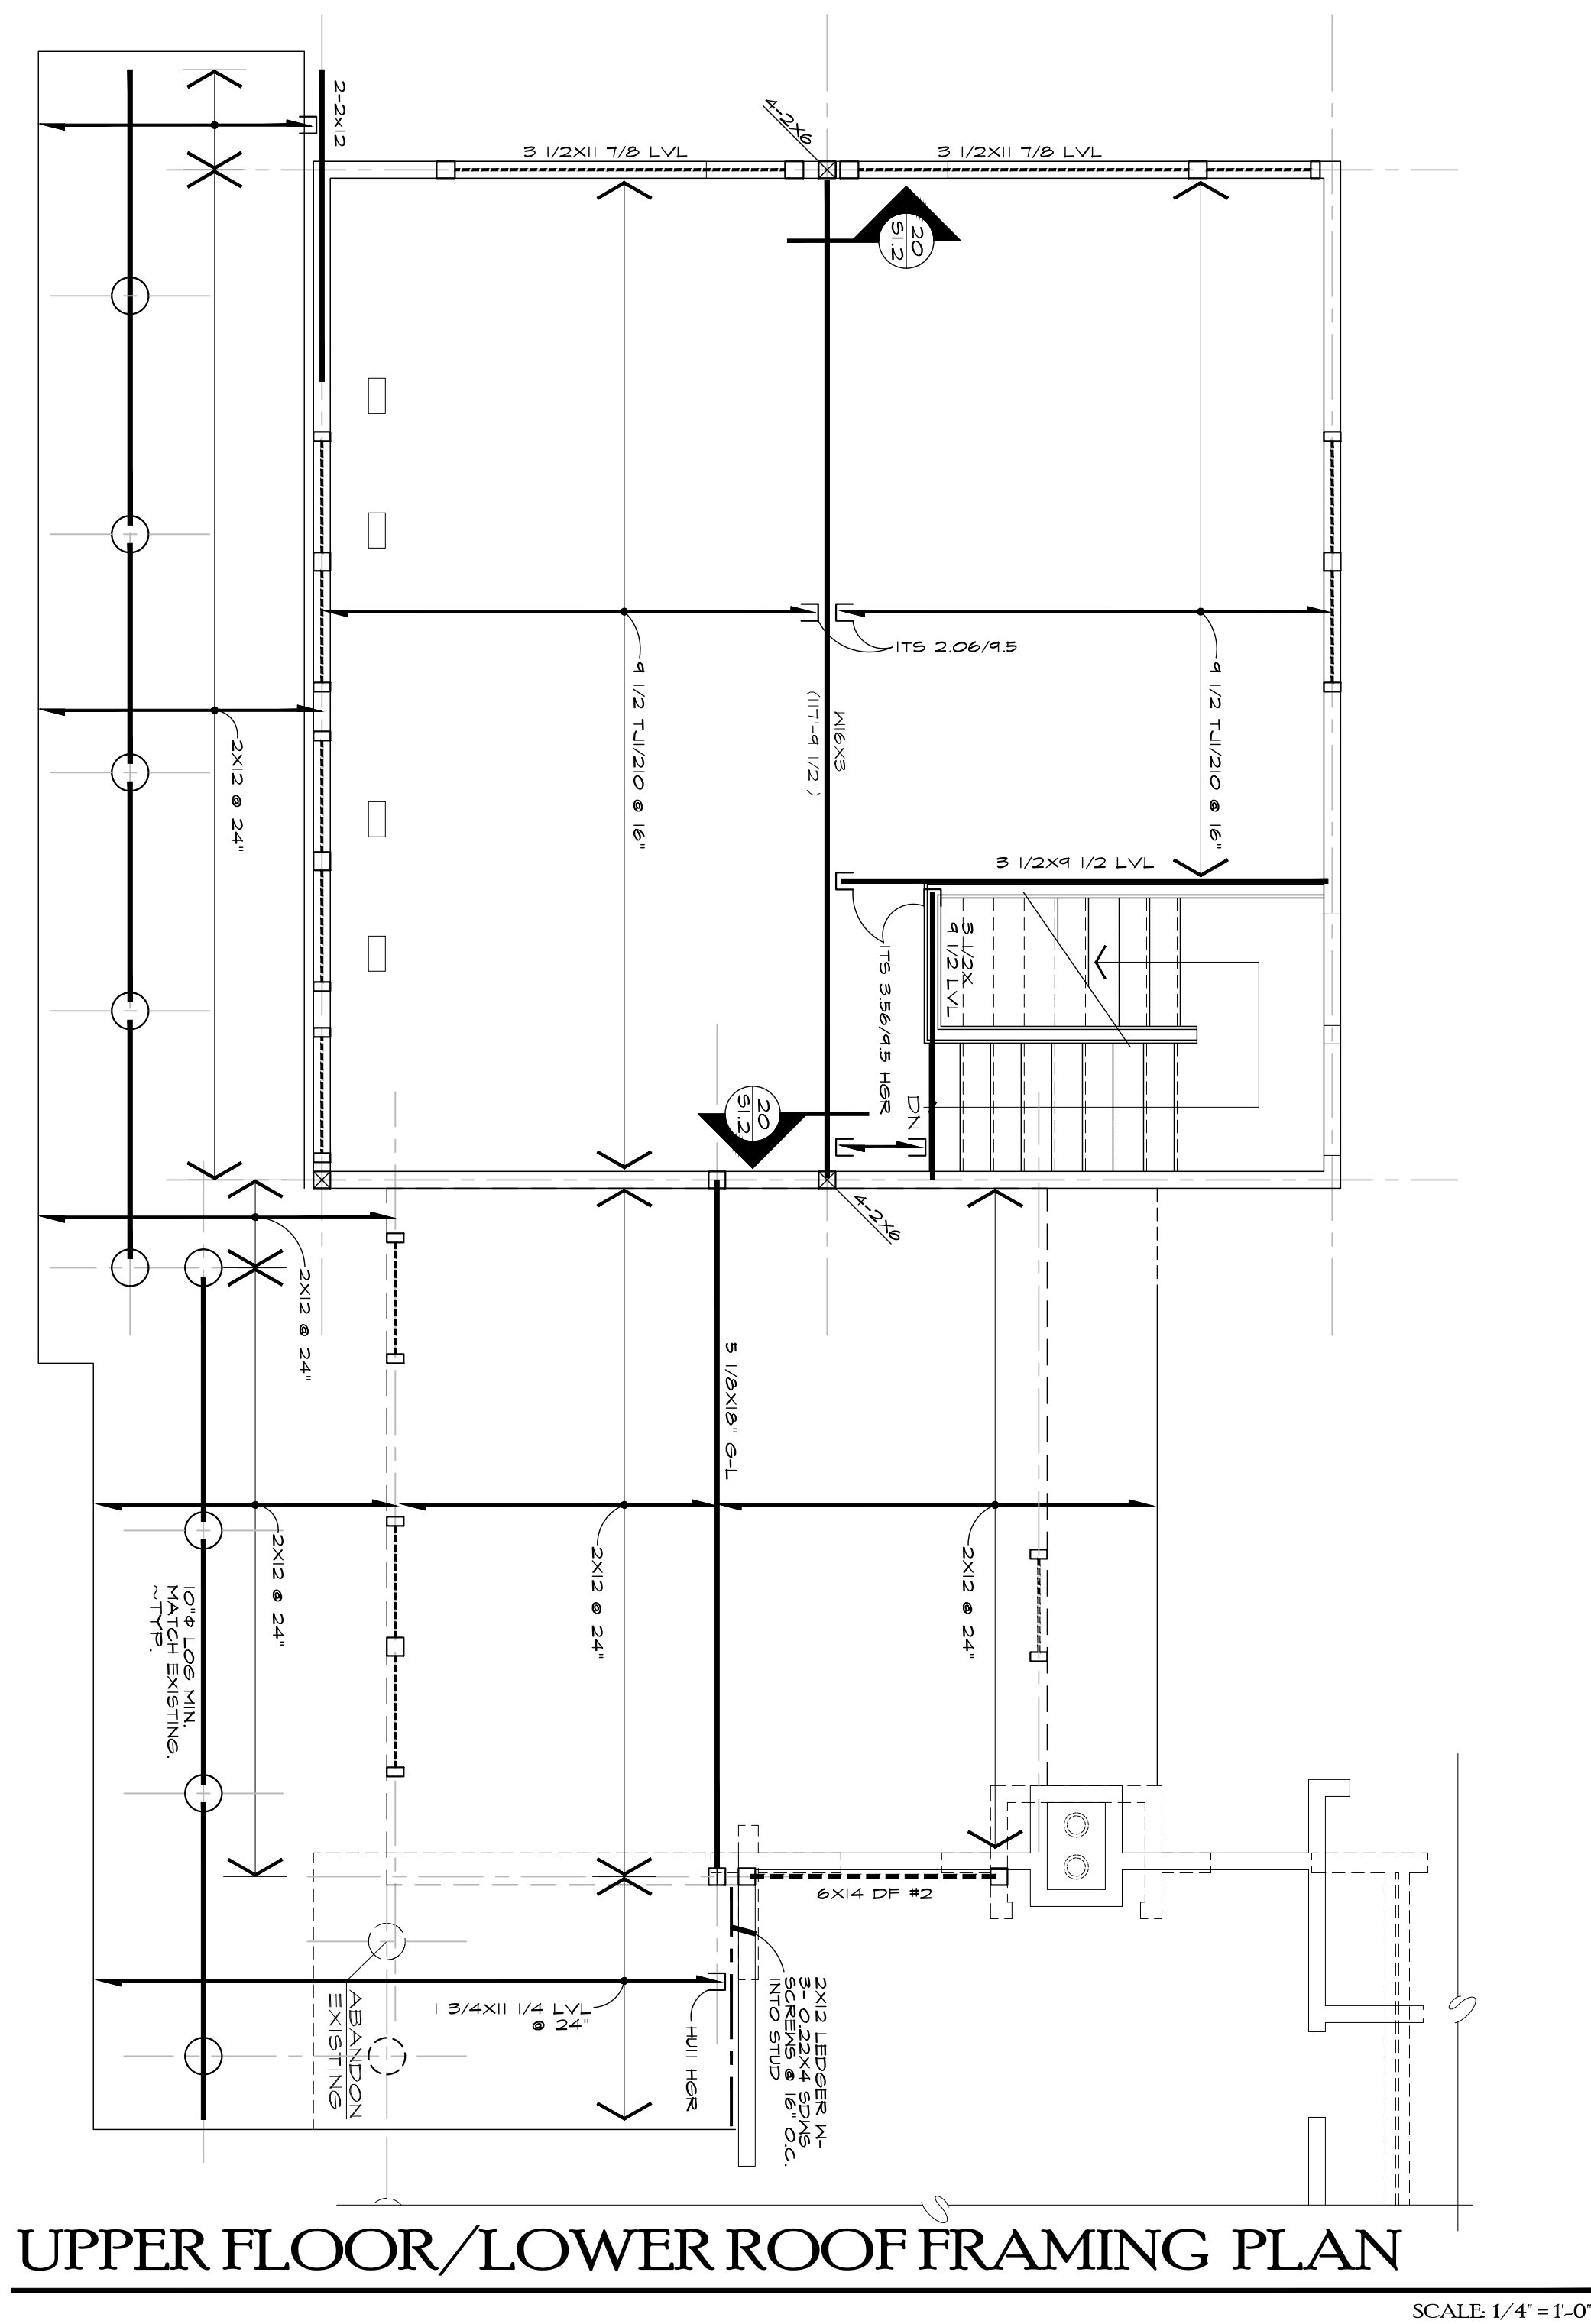 2-2x12
4-2X6
3 1/2X11 7/8 LVL
3 1/2X11 7/8 LVL
20
S1.2
ITS 2.06/9.5
9 1/2 TJI/210 @ 16"
W16X31
(117'-9 1/2")
9 1/2 TJI/210 @ 16"
2X12 @ 24"
3 1/2X9 1/2 LVL
3 1/2X
9 1/2 LVL
ITS 3.56/9.5 HGR
DN
20
S1.2
4-2X6
2X12 @ 24"
5 1/8X18" G-L
2X12 @ 24"
2X12 @ 24"
2X12 @ 24"
10"Φ LOG MIN.
MATCH EXISTING.
~TYP.
6X14 DF #2
2X12 LEDGER W-
3- 0.22X4 SDWS
SCREWS @ 16" O.C.
INTO STUD
1 3/4X11 1/4 LVL
@ 24"
HU11 HGR
ABANDON
EXISTING
UPPER FLOOR/LOWER ROOF FRAMING PLAN
SCALE: 1/4" = 1'-0"